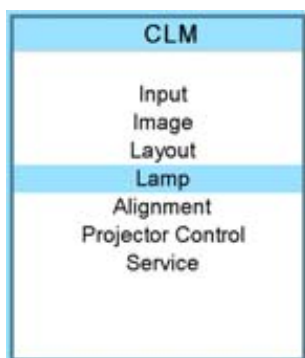 CLM
Input
Image
Layout
Lamp
Alignment
Projector Control
Service